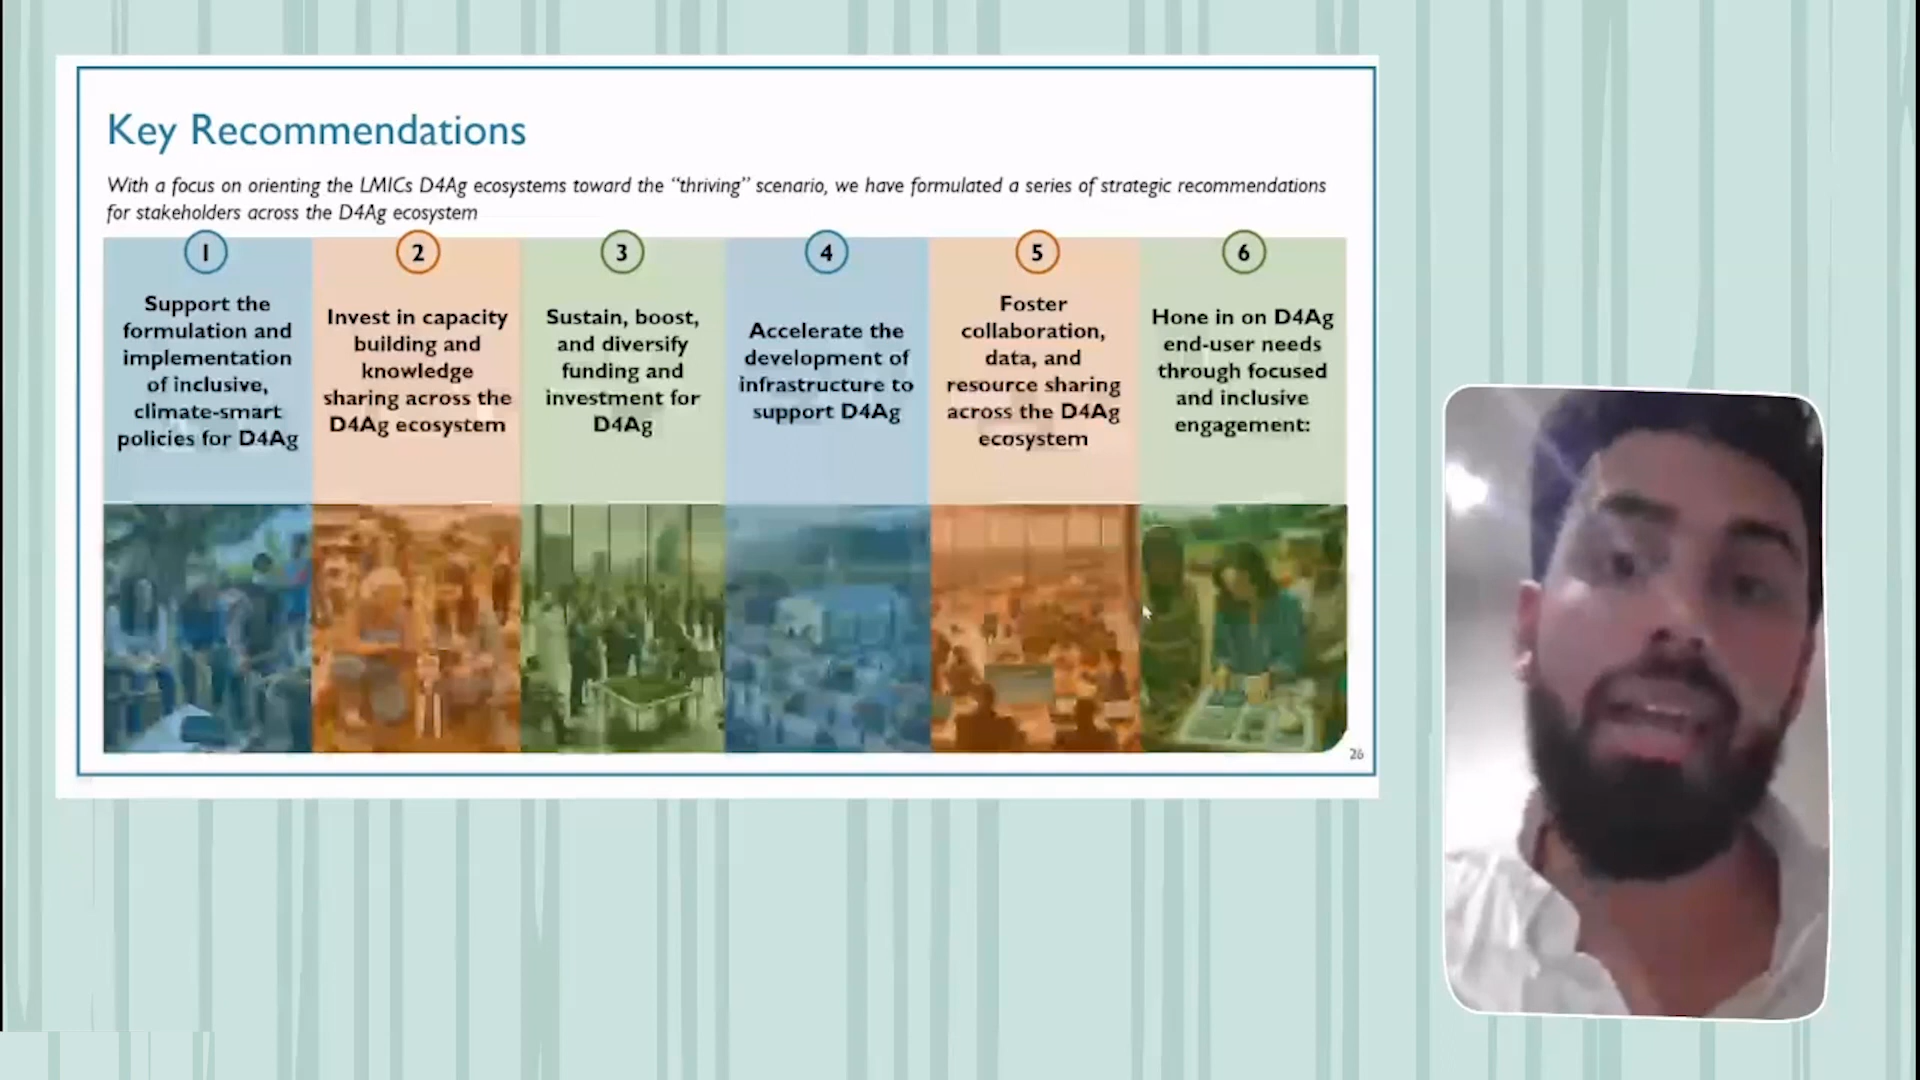 Key Recommendations
With a focus on orienting the LMICs D4Ag ecosystems toward the “thriving” scenario, we have formulated a series of strategic recommendations
for stakeholders across the D4Ag ecosystem
1
Support the
formulation and
implementation
of inclusive,
climate-smart
policies for D4Ag
2
Invest in capacity
building and
knowledge
sharing across the
D4Ag ecosystem
3
Sustain, boost,
and diversify
funding and
investment for
D4Ag
4
Accelerate the
development of
infrastructure to
support D4Ag
5
Foster
collaboration,
data, and
resource sharing
across the D4Ag
ecosystem
6
Hone in on D4Ag
end-user needs
through focused
and inclusive
engagement:
26